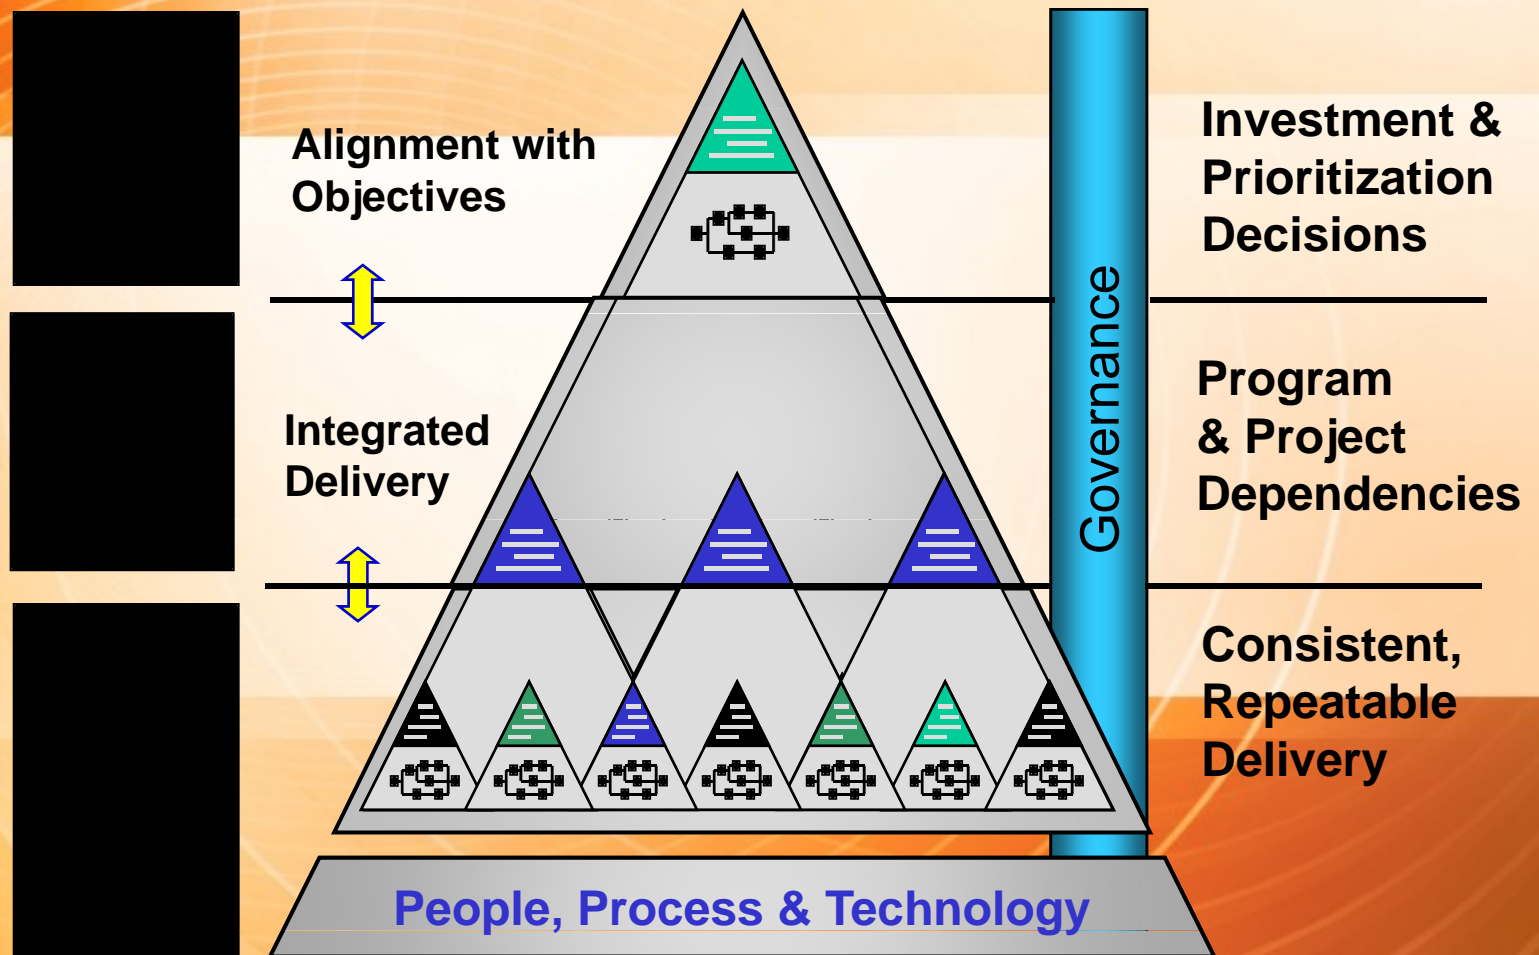 Alignment with
Objectives
Investment &
Prioritization
Decisions
Integrated
Delivery
Governance
Program
& Project
Dependencies
Consistent,
Repeatable
Delivery
People, Process & Technology